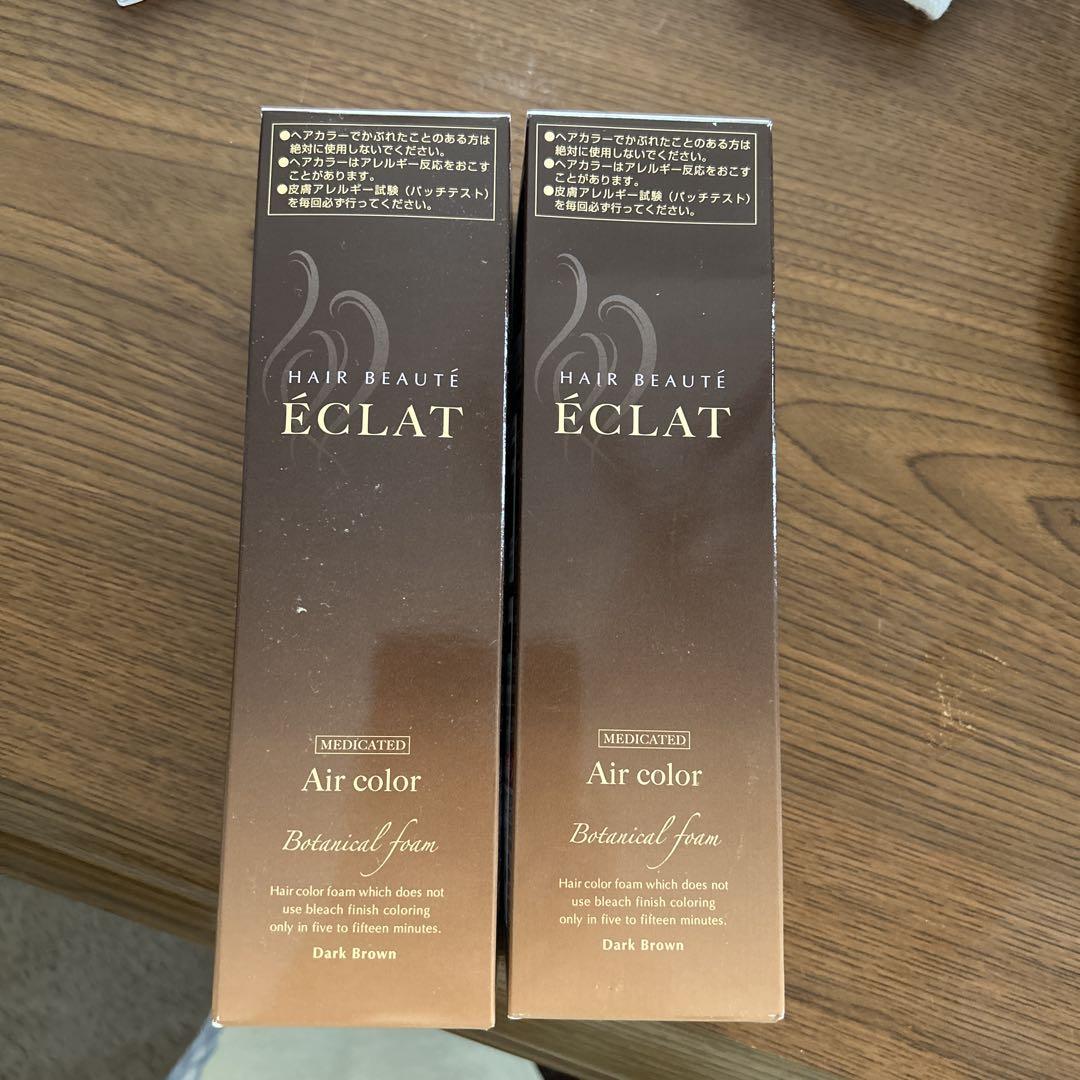 ●ヘアカラーでかぶれたことのある方は
絶対に使用しないでください。
●ヘアカラーはアレルギー反応をおこす
ことがあります。
●皮膚アレルギー試験（パッチテスト）
を毎回必ず行ってください。
HAIR BEAUTÉ
ÉCLAT
MEDICATED
Air color
Botanical foam
Hair color foam which does not
use bleach finish coloring
only in five to fifteen minutes.
Dark Brown
●ヘアカラーでかぶれたことのある方は
絶対に使用しないでください。
●ヘアカラーはアレルギー反応をおこす
ことがあります。
●皮膚アレルギー試験（パッチテスト）
を毎回必ず行ってください。
HAIR BEAUTÉ
ÉCLAT
MEDICATED
Air color
Botanical foam
Hair color foam which does not
use bleach finish coloring
only in five to fifteen minutes.
Dark Brown